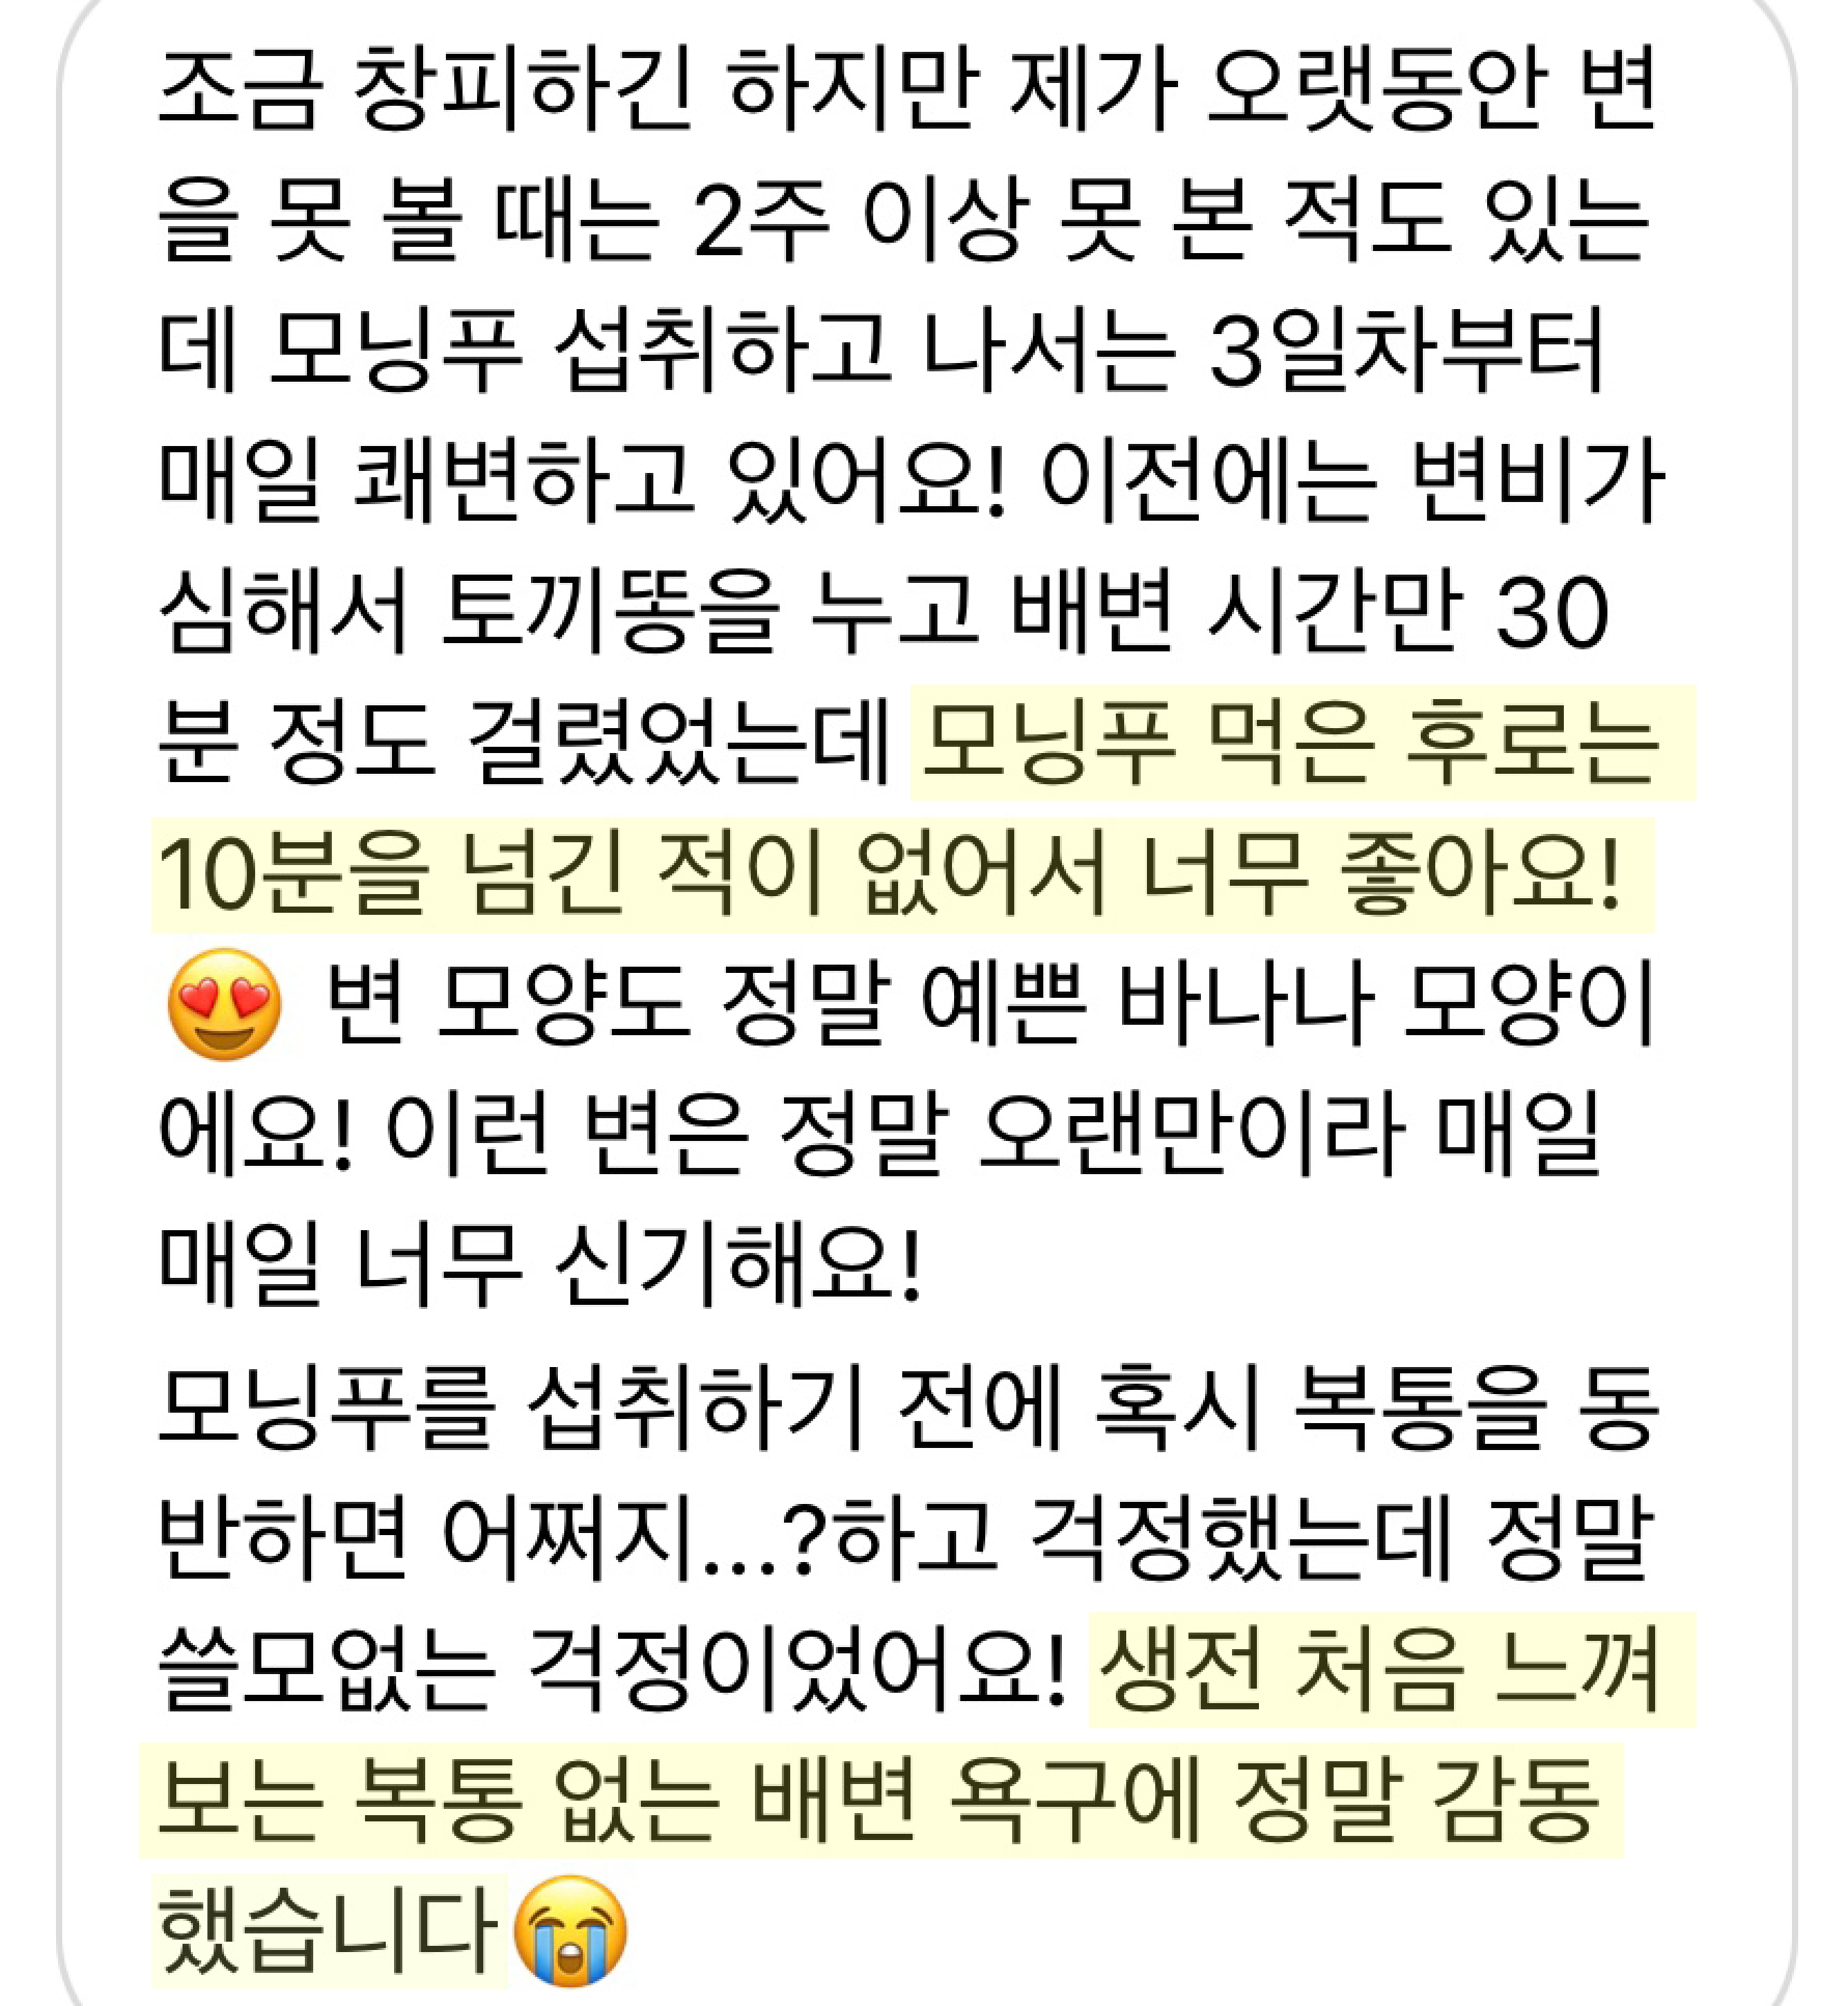 조금 창피하긴 하지만 제가 오랫동안 변
을 못 볼 때는 2주 이상 못 본 적도 있는
데 모닝푸 섭취하고 나서는 3일차부터
매일 쾌변하고 있어요! 이전에는 변비가
심해서 토끼똥을 누고 배변 시간만 30
분 정도 걸렸었는데 모닝푸 먹은 후로는
10분을 넘긴 적이 없어서 너무 좋아요!
😍 변 모양도 정말 예쁜 바나나 모양이
에요! 이런 변은 정말 오랜만이라 매일
매일 너무 신기해요!
모닝푸를 섭취하기 전에 혹시 복통을 동
반하면 어쩌지...?하고 걱정했는데 정말
쓸모없는 걱정이었어요! 생전 처음 느껴
보는 복통 없는 배변 욕구에 정말 감동
했습니다😭